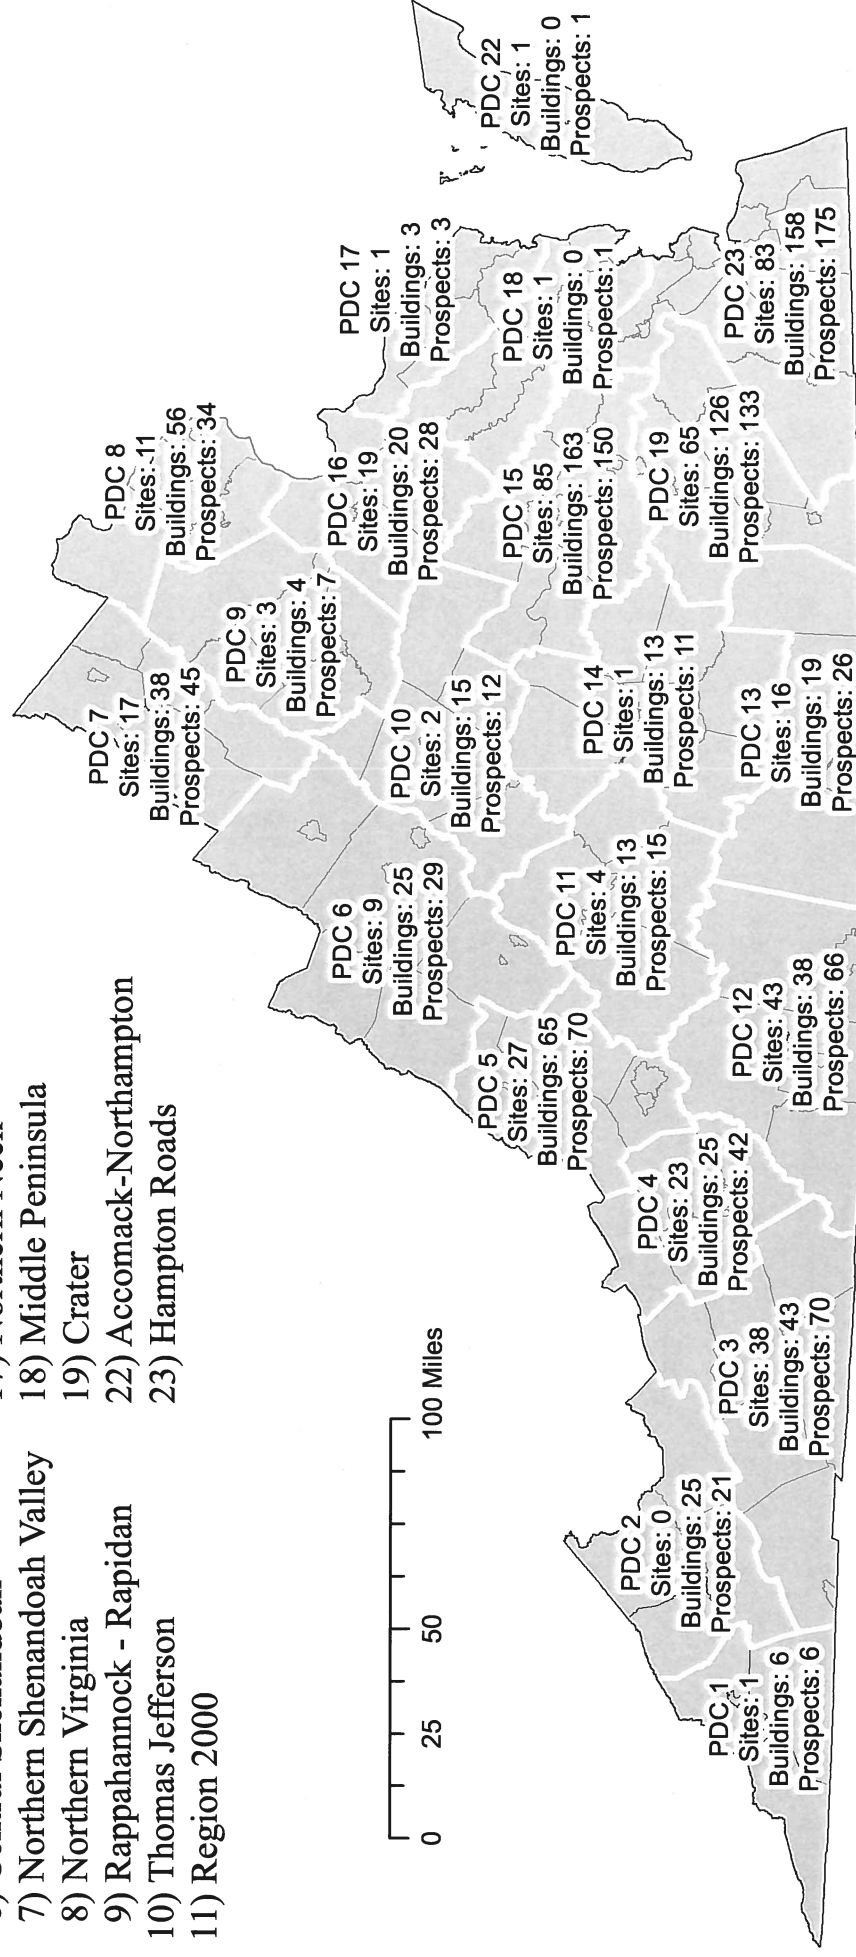 7) Northern Shenandoah Valley
8) Northern Virginia
9) Rappahannock - Rapidan
10) Thomas Jefferson
11) Region 2000
18) Middle Peninsula
19) Crater
22) Accomack-Northampton
23) Hampton Roads
0 25 50 100 Miles
PDC 1
Sites: 1
Buildings: 6
Prospects: 6
PDC 2
Sites: 0
Buildings: 25
Prospects: 21
PDC 3
Sites: 38
Buildings: 43
Prospects: 70
PDC 4
Sites: 23
Buildings: 25
Prospects: 42
PDC 5
Sites: 27
Buildings: 65
Prospects: 70
PDC 6
Sites: 9
Buildings: 25
Prospects: 29
PDC 7
Sites: 17
Buildings: 38
Prospects: 45
PDC 8
Sites: 11
Buildings: 56
Prospects: 34
PDC 9
Sites: 3
Buildings: 4
Prospects: 7
PDC 10
Sites: 2
Buildings: 15
Prospects: 12
PDC 11
Sites: 4
Buildings: 13
Prospects: 15
PDC 12
Sites: 43
Buildings: 38
Prospects: 66
PDC 13
Sites: 16
Buildings: 19
Prospects: 26
PDC 14
Sites: 1
Buildings: 13
Prospects: 11
PDC 15
Sites: 85
Buildings: 163
Prospects: 150
PDC 16
Sites: 19
Buildings: 20
Prospects: 28
PDC 17
Sites: 1
Buildings: 3
Prospects: 3
PDC 18
Sites: 1
Buildings: 0
Prospects: 1
PDC 19
Sites: 65
Buildings: 126
Prospects: 133
PDC 22
Sites: 1
Buildings: 0
Prospects: 1
PDC 23
Sites: 83
Buildings: 158
Prospects: 175